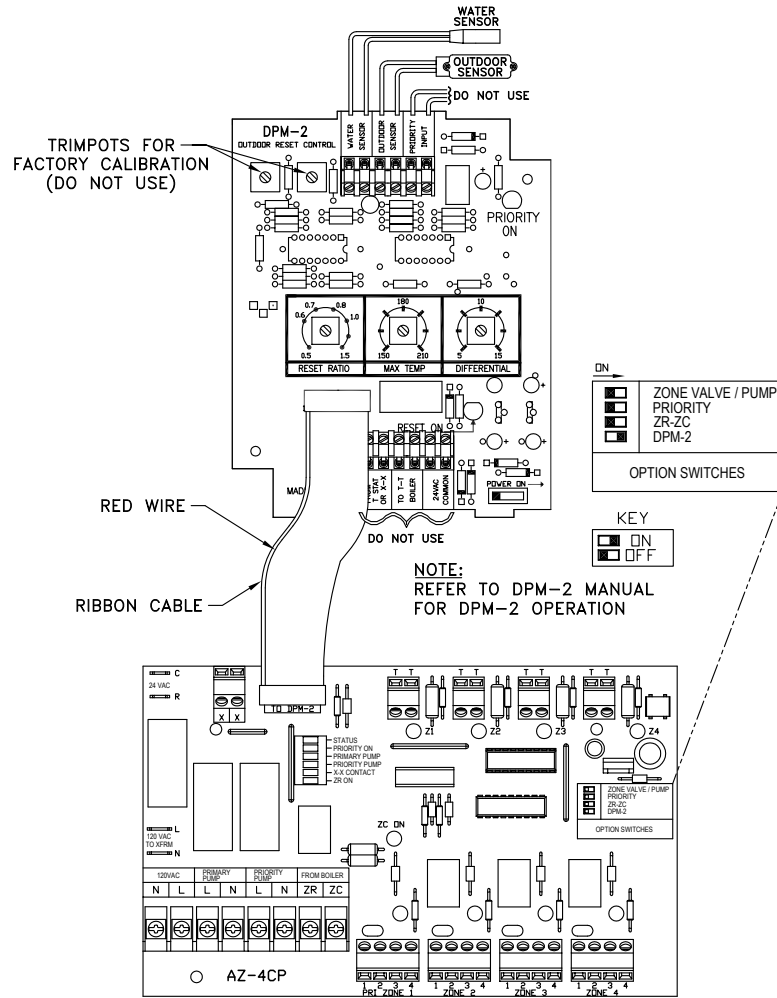 WATER
SENSOR
OUTDOOR
SENSOR
DO NOT USE
TRIMPOTS FOR
FACTORY CALIBRATION
(DO NOT USE)
DPM-2
OUTDOOR RESET CONTROL
WATER
SENSOR
OUTDOOR
SENSOR
PRIORITY
INPUT
PRIORITY
ON
0.5 0.6 0.7 0.8 1.0 1.5
RESET RATIO
150 180 210
MAX TEMP
5 10 15
DIFFERENTIAL
RESET ON
MAD
T STAT
OR X-X
TO T-T
BOILER
24VAC
COMMON
POWER ON
DO NOT USE
RED WIRE
RIBBON CABLE
NOTE:
REFER TO DPM-2 MANUAL
FOR DPM-2 OPERATION
ON
ZONE VALVE / PUMP
PRIORITY
ZR-ZC
DPM-2
OPTION SWITCHES
KEY
ON
OFF
C
24 VAC
R
X X
TO DPM-2
STATUS
PRIORITY ON
PRIMARY PUMP
PRIORITY PUMP
X-X CONTACT
ZR ON
T T T T T T T T
Z1 Z2 Z3 Z4
ZONE VALVE / PUMP
PRIORITY
ZR-ZC
DPM-2
OPTION SWITCHES
L
120 VAC
TO XFRM
N
ZC ON
120VAC
PRIMARY
PUMP
PRIORITY
PUMP
FROM BOILER
N L L N L N ZR ZC
AZ-4CP
1 2 3 4 1 2 3 4 1 2 3 4 1 2 3 4
PRI ZONE 1 ZONE 2 ZONE 3 ZONE 4